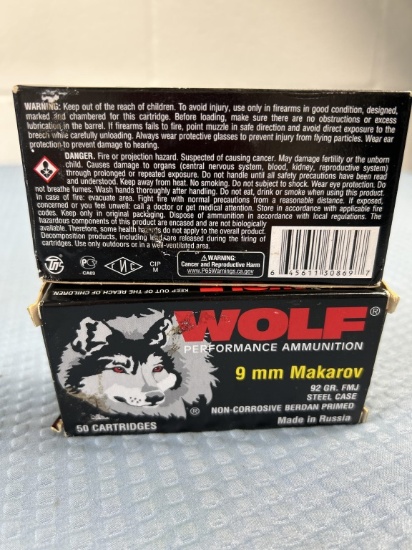 WARNING: Keep out of the reach of children. To avoid injury, use only in firearms in good condition, designed,
marked and chambered for this cartridge. Before loading, make sure there are no obstructions or excess
lubrication in the barrel. If firearms fails to fire, point muzzle in safe direction and avoid direct exposure to the
breech while carefully unloading. Always wear protective glasses to prevent injury from flying particles. Wear ear
protection to prevent damage to hearing.
DANGER. Fire or projection hazard. Suspected of causing cancer. May damage fertility or the unborn
child. Causes damage to organs (central nervous system, blood, kidney, reproductive system)
through prolonged or repeated exposure. Do not handle until all safety precautions have been read
and understood. Keep away from heat. No smoking. Do not subject to shock. Wear eye protection. Do
not breathe fumes. Wash hands thoroughly after handling. Do not eat, drink or smoke when using this product.
In case of fire: evacuate area. Fight fire with normal precautions from a reasonable distance. If exposed,
concerned or you feel unwell: call a doctor or get medical attention. Store in accordance with applicable fire
codes. Keep only in original packaging. Dispose of ammunition in accordance with local regulations. The
hazardous components of this product are encased and are not biologically
available. Therefore, some health hazards do not apply to the overall product.
Decomposition products, including lead are released during the firing of
cartridges. Use only outdoors or in a well-ventilated area.
CIP
M
WARNING:
Cancer and Reproductive Harm
www.P65Warnings.ca.gov
6 45611 30869 7
KEEP OUT OF THE REACH OF CHILDREN
WOLF®
PERFORMANCE AMMUNITION
9 mm Makarov
92 GR. FMJ
STEEL CASE
NON-CORROSIVE BERDAN PRIMED
Made in Russia
®
50 CARTRIDGES